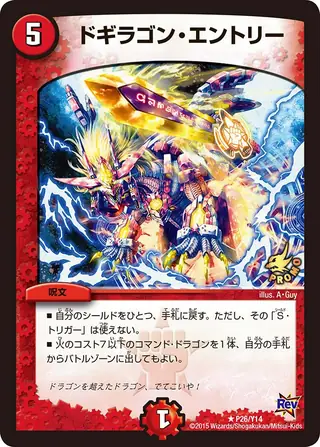 5
ドギラゴン・エントリー
PROMO
illus. A・Guy
呪文
■自分のシールドをひとつ、手札に戻す。ただし、その「S・
トリガー」は使えない。
■火のコスト7以下のコマンド・ドラゴンを1体、自分の手札
からバトルゾーンに出してもよい。
ドラゴンを超えたドラゴン、でてこいや!
1
Rev
★ P26/Y14
©2015 Wizards/Shogakukan/Mitsui-Kids